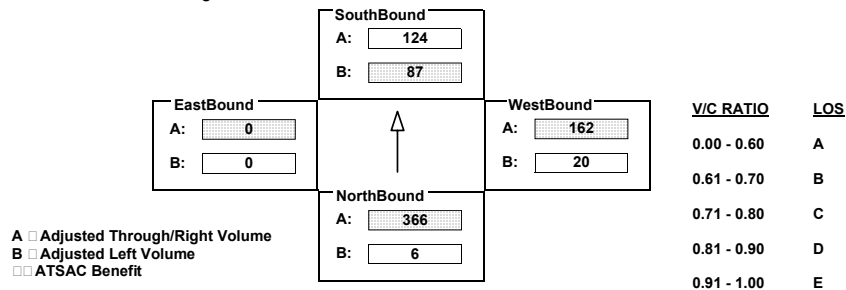 SouthBound
A: 124
B: 87
EastBound
A: 0
B: 0
WestBound
A: 162
B: 20
NorthBound
A: 366
B: 6
A □ Adjusted Through/Right Volume
B □ Adjusted Left Volume
□□ ATSAC Benefit
V/C RATIO LOS
0.00 - 0.60 A
0.61 - 0.70 B
0.71 - 0.80 C
0.81 - 0.90 D
0.91 - 1.00 E